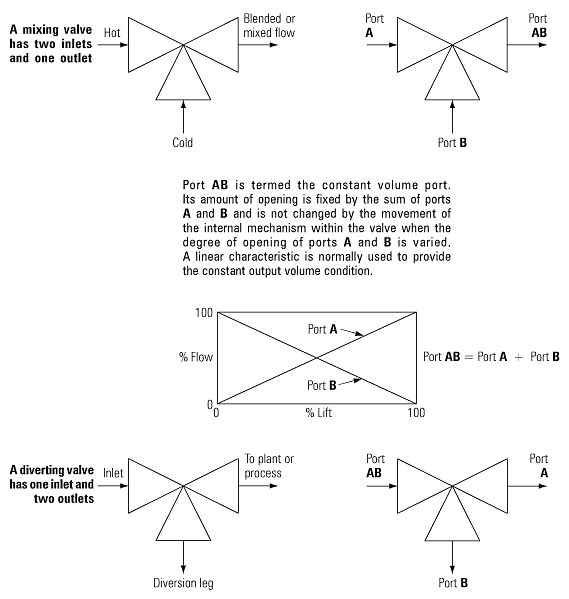 A mixing valve
has two inlets
and one outlet
Hot
Blended or
mixed flow
Cold
Port
A
Port
AB
Port B
Port AB is termed the constant volume port.
Its amount of opening is fixed by the sum of ports
A and B and is not changed by the movement of
the internal mechanism within the valve when the
degree of opening of ports A and B is varied.
A linear characteristic is normally used to provide
the constant output volume condition.
100
Port A
% Flow
Port AB = Port A + Port B
Port B
0
0
% Lift
100
A diverting valve
has one inlet and
two outlets
Inlet
To plant or
process
Diversion leg
Port
AB
Port
A
Port B